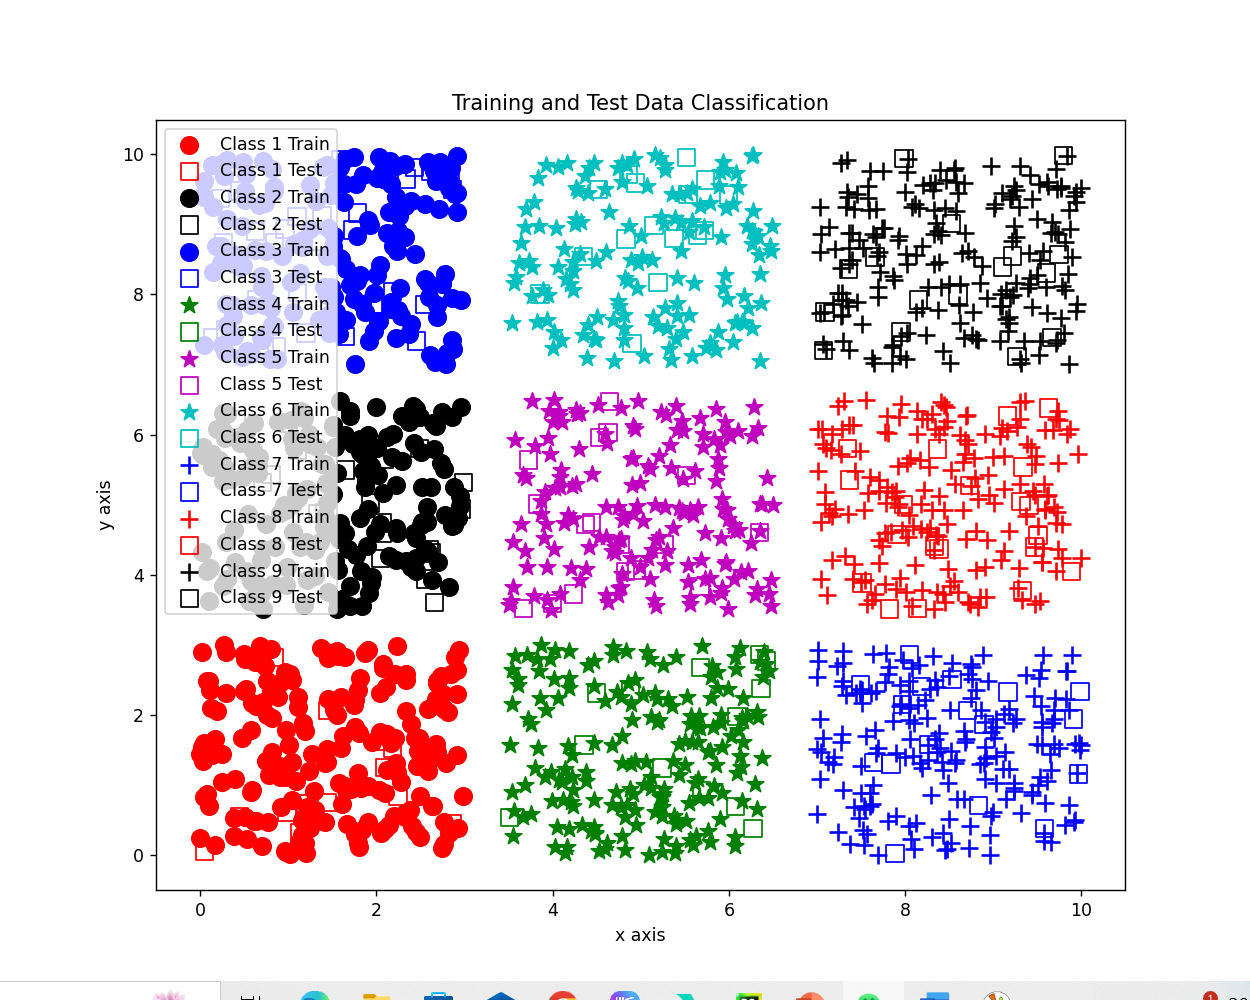 Training and Test Data Classification
10
8
6
4
2
0
y axis
Class 1 Train
Class 1 Test
Class 2 Train
Class 2 Test
Class 3 Train
Class 3 Test
Class 4 Train
Class 4 Test
Class 5 Train
Class 5 Test
Class 6 Train
Class 6 Test
Class 7 Train
Class 7 Test
Class 8 Train
Class 8 Test
Class 9 Train
Class 9 Test
0 2 4 6 8 10
x axis